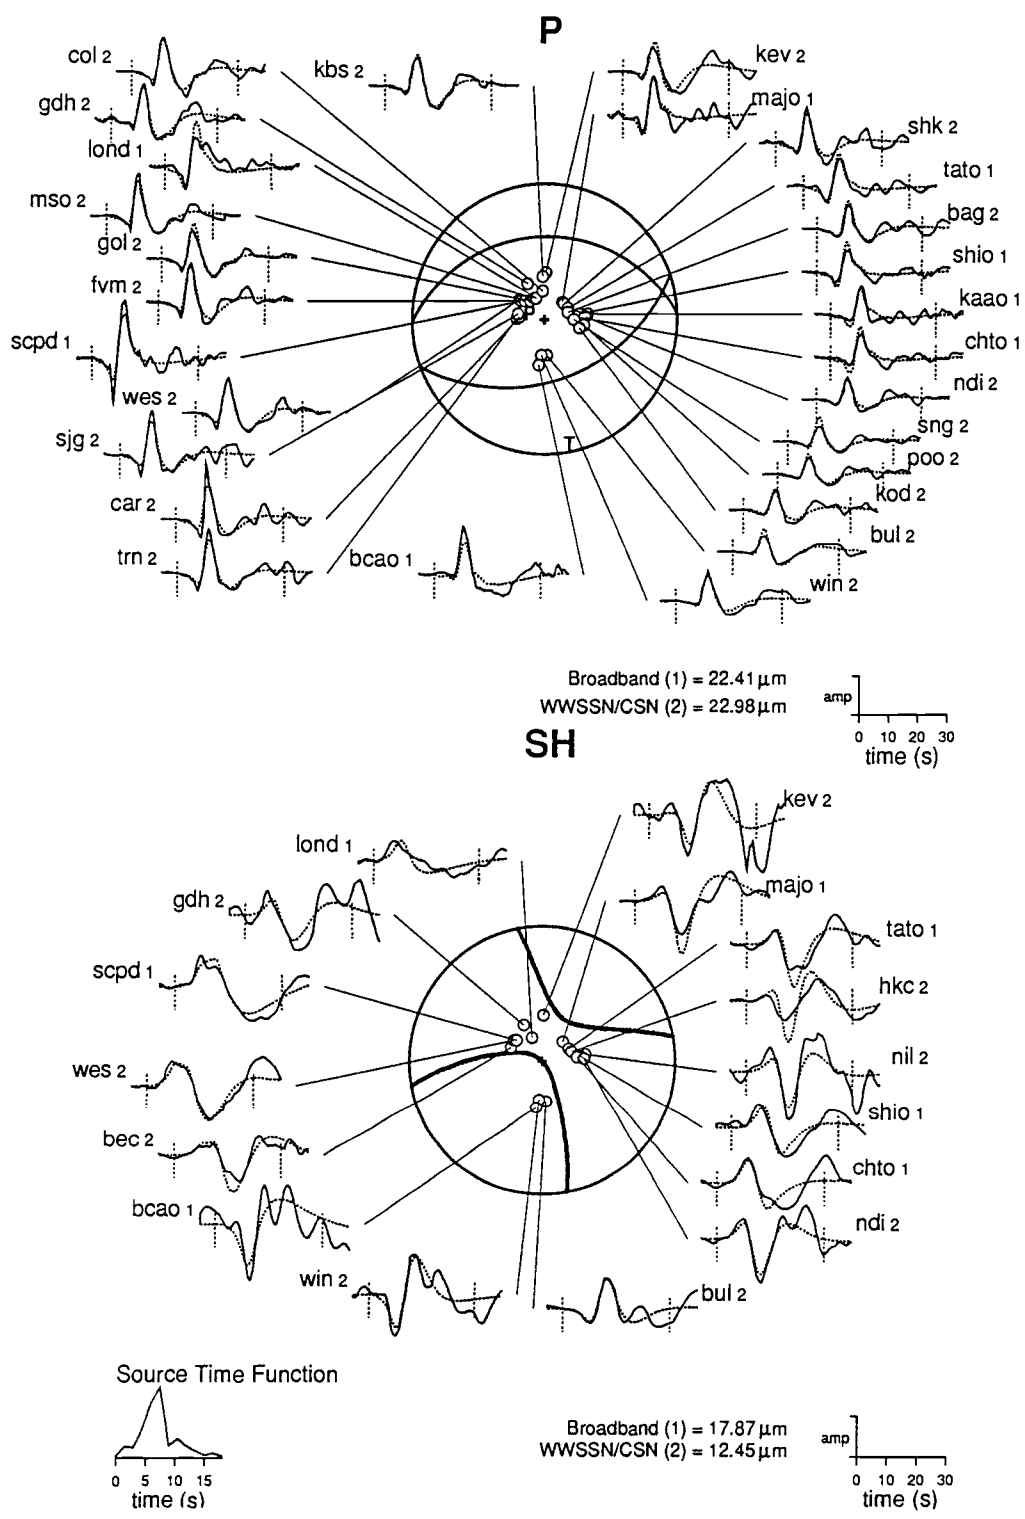 P
col 2
kbs 2
kev 2
gdh 2
majo 1
shk 2
lond 1
tato 1
mso 2
bag 2
gol 2
shio 1
fvm 2
kaao 1
scpd 1
chto 1
wes 2
ndi 2
sjg 2
sng 2
T
poo 2
car 2
kod 2
bul 2
trn 2
bcao 1
win 2
Broadband (1) = 22.41 μm
WWSSN/CSN (2) = 22.98 μm
amp
0 10 20 30
time (s)
SH
kev 2
lond 1
majo 1
gdh 2
tato 1
scpd 1
hkc 2
wes 2
nil 2
shio 1
bec 2
chto 1
bcao 1
ndi 2
win 2
bul 2
Source Time Function
0 5 10 15
time (s)
Broadband (1) = 17.87 μm
WWSSN/CSN (2) = 12.45 μm
amp
0 10 20 30
time (s)